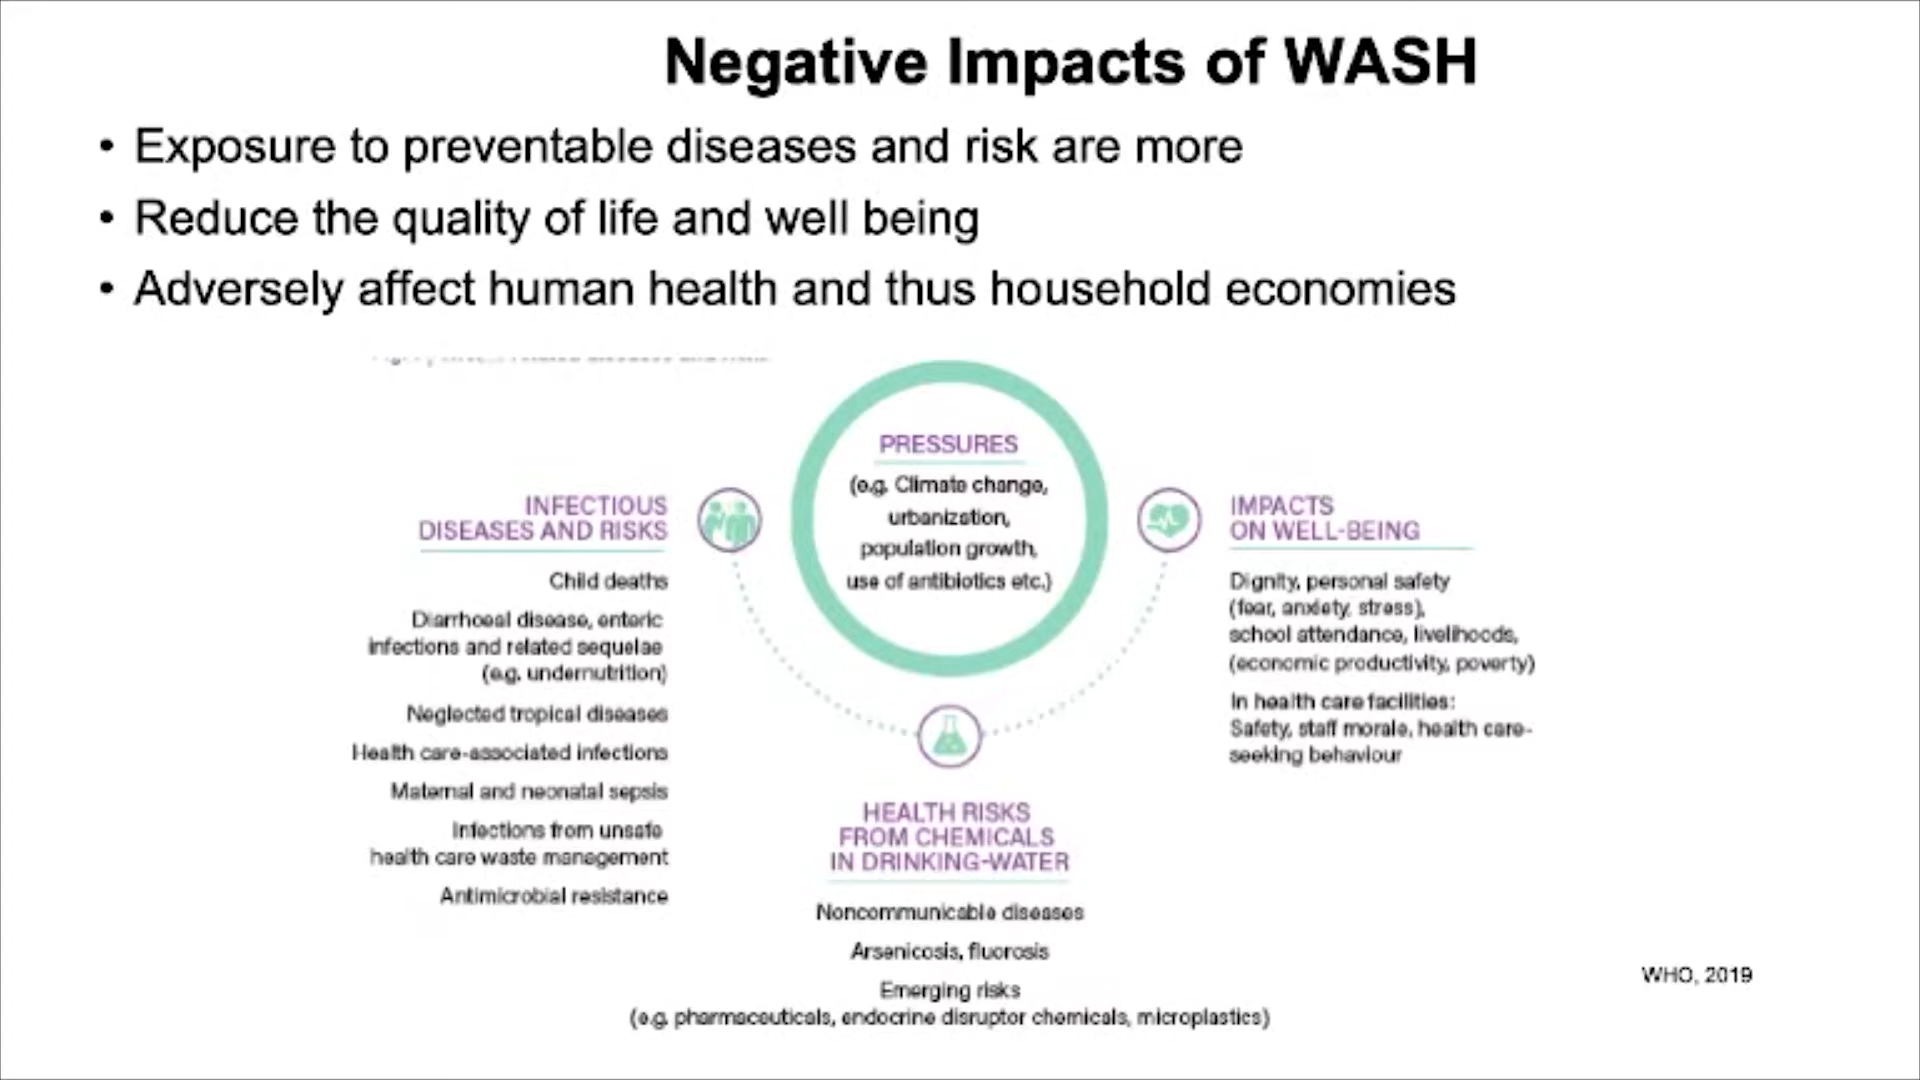 Negative Impacts of WASH
• Exposure to preventable diseases and risk are more
• Reduce the quality of life and well being
• Adversely affect human health and thus household economies
PRESSURES
(e.g. Climate change,
urbanization,
population growth,
use of antibiotics etc.)
INFECTIOUS
DISEASES AND RISKS
Child deaths
Diarrhoeal disease, enteric
infections and related sequelae
(e.g. undernutrition)
Neglected tropical diseases
Health care-associated infections
Maternal and neonatal sepsis
Infections from unsafe
health care waste management
Antimicrobial resistance
HEALTH RISKS
FROM CHEMICALS
IN DRINKING-WATER
Noncommunicable diseases
Arsenicosis, fluorosis
Emerging risks
(e.g. pharmaceuticals, endocrine disruptor chemicals, microplastics)
IMPACTS
ON WELL-BEING
Dignity, personal safety
(fear, anxiety, stress),
school attendance, livelihoods,
(economic productivity, poverty)
In health care facilities:
Safety, staff morale, health care-
seeking behaviour
WHO, 2019